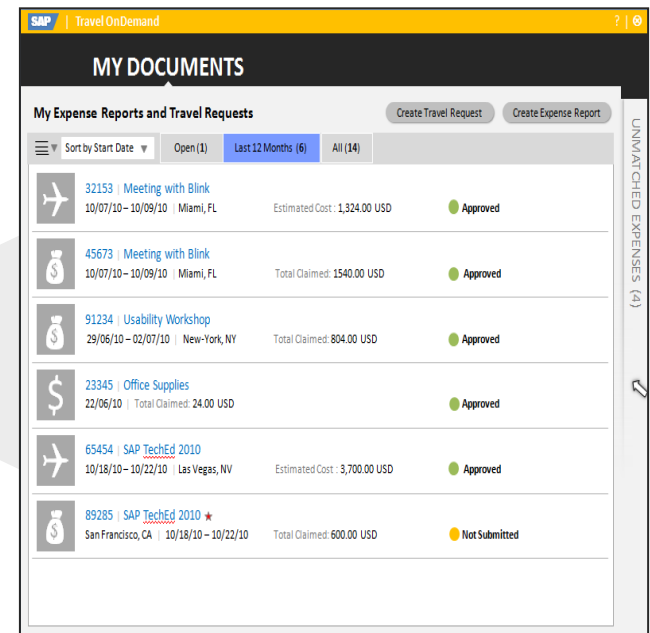 SAP | Travel OnDemand ? |
MY DOCUMENTS
My Expense Reports and Travel Requests Create Travel Request Create Expense Report
Sort by Start Date Open (1) Last 12 Months (6) All (14)
32153 | Meeting with Blink
10/07/10 – 10/09/10 | Miami, FL Estimated Cost : 1,324.00 USD Approved
45673 | Meeting with Blink
10/07/10 – 10/09/10 | Miami, FL Total Claimed: 1540.00 USD Approved
$
91234 | Usability Workshop
29/06/10 – 02/07/10 | New-York, NY Total Claimed: 804.00 USD Approved
$
23345 | Office Supplies
22/06/10 | Total Claimed: 24.00 USD Approved
$
65454 | SAP TechEd 2010
10/18/10 – 10/22/10 | Las Vegas, NV Estimated Cost : 3,700.00 USD Approved
89285 | SAP TechEd 2010 ★
San Francisco, CA | 10/18/10 – 10/22/10 Total Claimed: 600.00 USD Not Submitted
$
UNMATCHED EXPENSES (4)